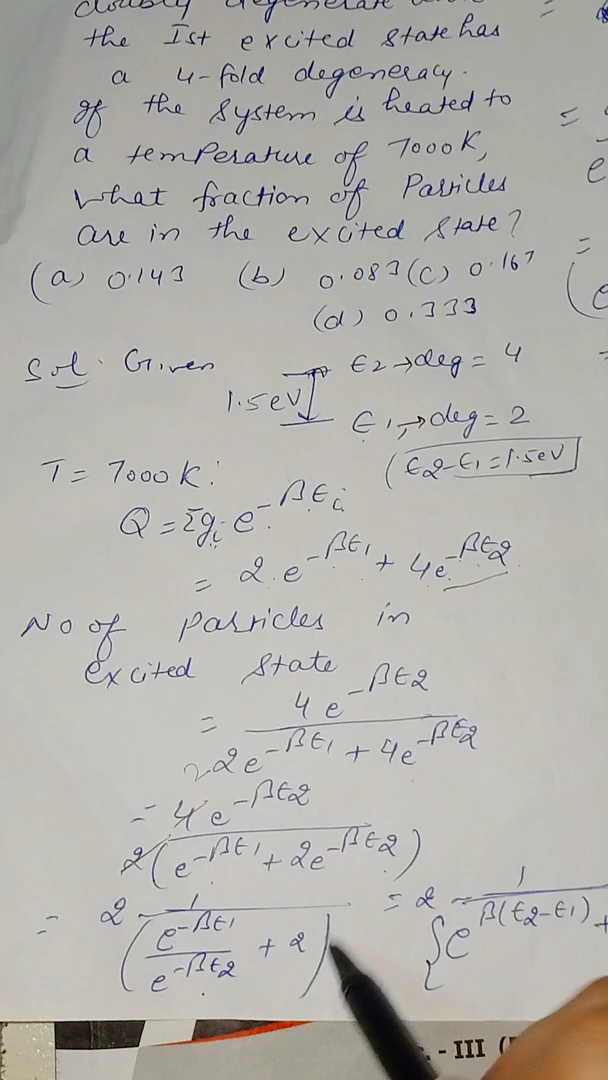 doubly degenerate
the Ist excited state has
a 4-fold degeneracy.
If the system is heated to
a temperature of 7000K,
what fraction of Particles
are in the excited state?
(a) 0.143 (b) 0.083 (c) 0.167
(d) 0.333
Sol. Given
1.5eV
ϵ2→deg = 4
ϵ1,→deg = 2
(ϵ2-ϵ1 = 1.5eV
T = 7000K:
Q = Σgi e^-βϵi
= 2.e^-βϵ1 + 4e^-βϵ2
No of particles in
excited state
= 4e^-βϵ2 / 2e^-βϵ1 + 4e^-βϵ2
= 4e^-βϵ2 / 2(e^-βϵ1 + 2e^-βϵ2)
= 2 1/(e^-βϵ1/e^-βϵ2 + 2) = 2 1/{e^β(ϵ2-ϵ1) +
- III (